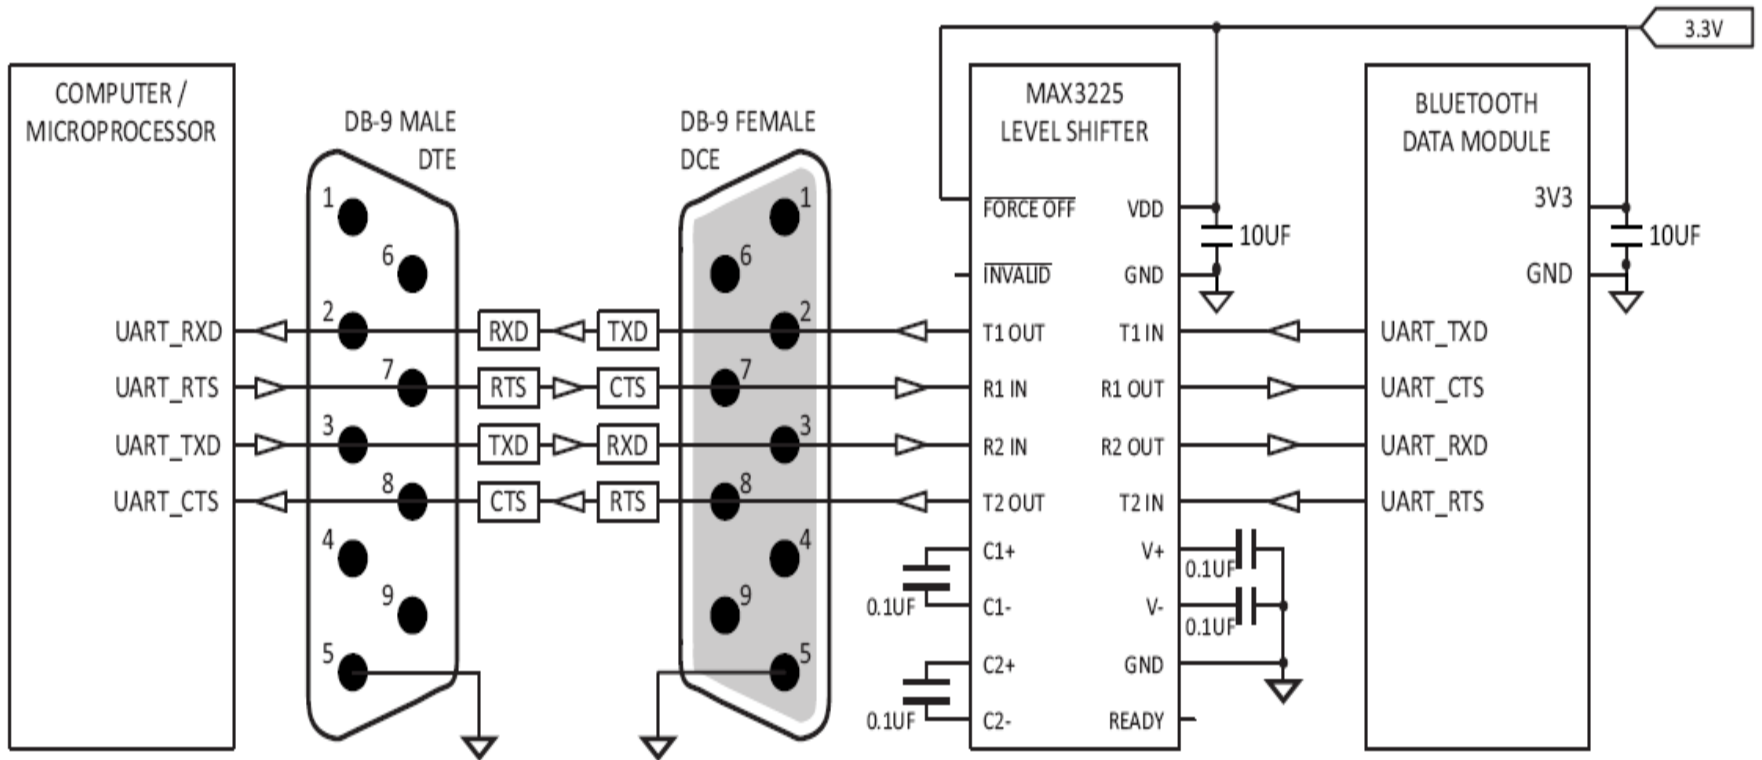 3.3V
COMPUTER /
MICROPROCESSOR
UART_RXD
UART_RTS
UART_TXD
UART_CTS
DB-9 MALE
DTE
1
6
2
7
3
8
4
9
5
RXD
RTS
TXD
CTS
TXD
CTS
RXD
RTS
DB-9 FEMALE
DCE
1
6
2
7
3
8
4
9
5
MAX3225
LEVEL SHIFTER
FORCE OFF
INVALID
T1 OUT
R1 IN
R2 IN
T2 OUT
C1+
C1-
C2+
C2-
0.1UF
0.1UF
VDD
GND
T1 IN
R1 OUT
R2 OUT
T2 IN
V+
V-
GND
READY
10UF
0.1UF
0.1UF
BLUETOOTH
DATA MODULE
3V3
GND
UART_TXD
UART_CTS
UART_RXD
UART_RTS
10UF